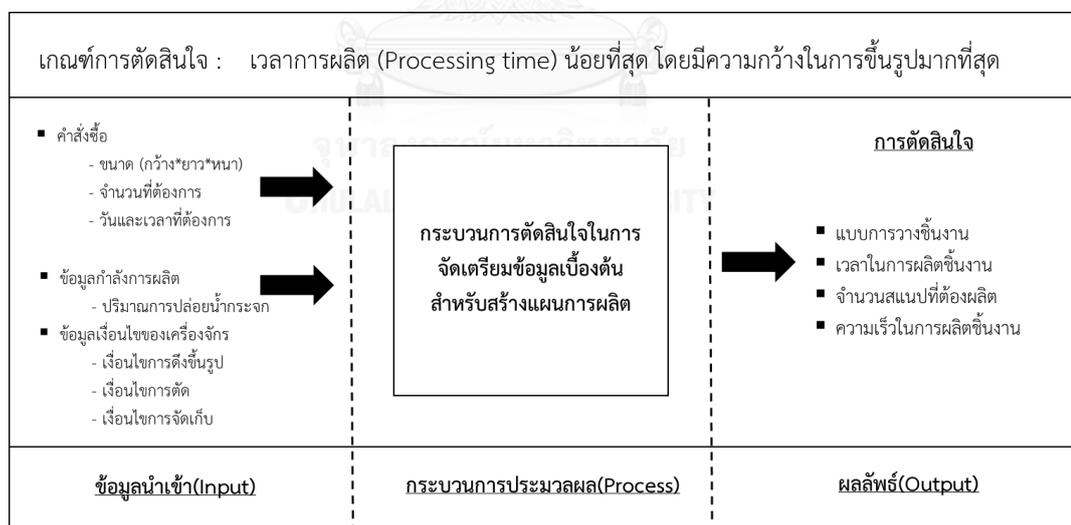 เกณฑ์การตัดสินใจ : เวลาการผลิต (Processing time) น้อยที่สุด โดยมีความกว้างในการขึ้นรูปมากที่สุด
▪ คำสั่งซื้อ
- ขนาด (กว้าง*ยาว*หนา)
- จำนวนที่ต้องการ
- วันและเวลาที่ต้องการ
▪ ข้อมูลกำลังการผลิต
- ปริมาณการปล่อยน้ำกระจก
▪ ข้อมูลเงื่อนไขของเครื่องจักร
- เงื่อนไขการดึงขึ้นรูป
- เงื่อนไขการตัด
- เงื่อนไขการจัดเก็บ
จุฬาลงกรณ์มหาวิทยาลัย
CHULALONGKORN UNIVERSITY
กระบวนการตัดสินใจในการ
จัดเตรียมข้อมูลเบื้องต้น
สำหรับสร้างแผนการผลิต
การตัดสินใจ
▪ แบบการวางชิ้นงาน
▪ เวลาในการผลิตชิ้นงาน
▪ จำนวนสแนปที่ต้องผลิต
▪ ความเร็วในการผลิตชิ้นงาน
ข้อมูลนำเข้า(Input)
กระบวนการประมวลผล(Process)
ผลลัพธ์(Output)